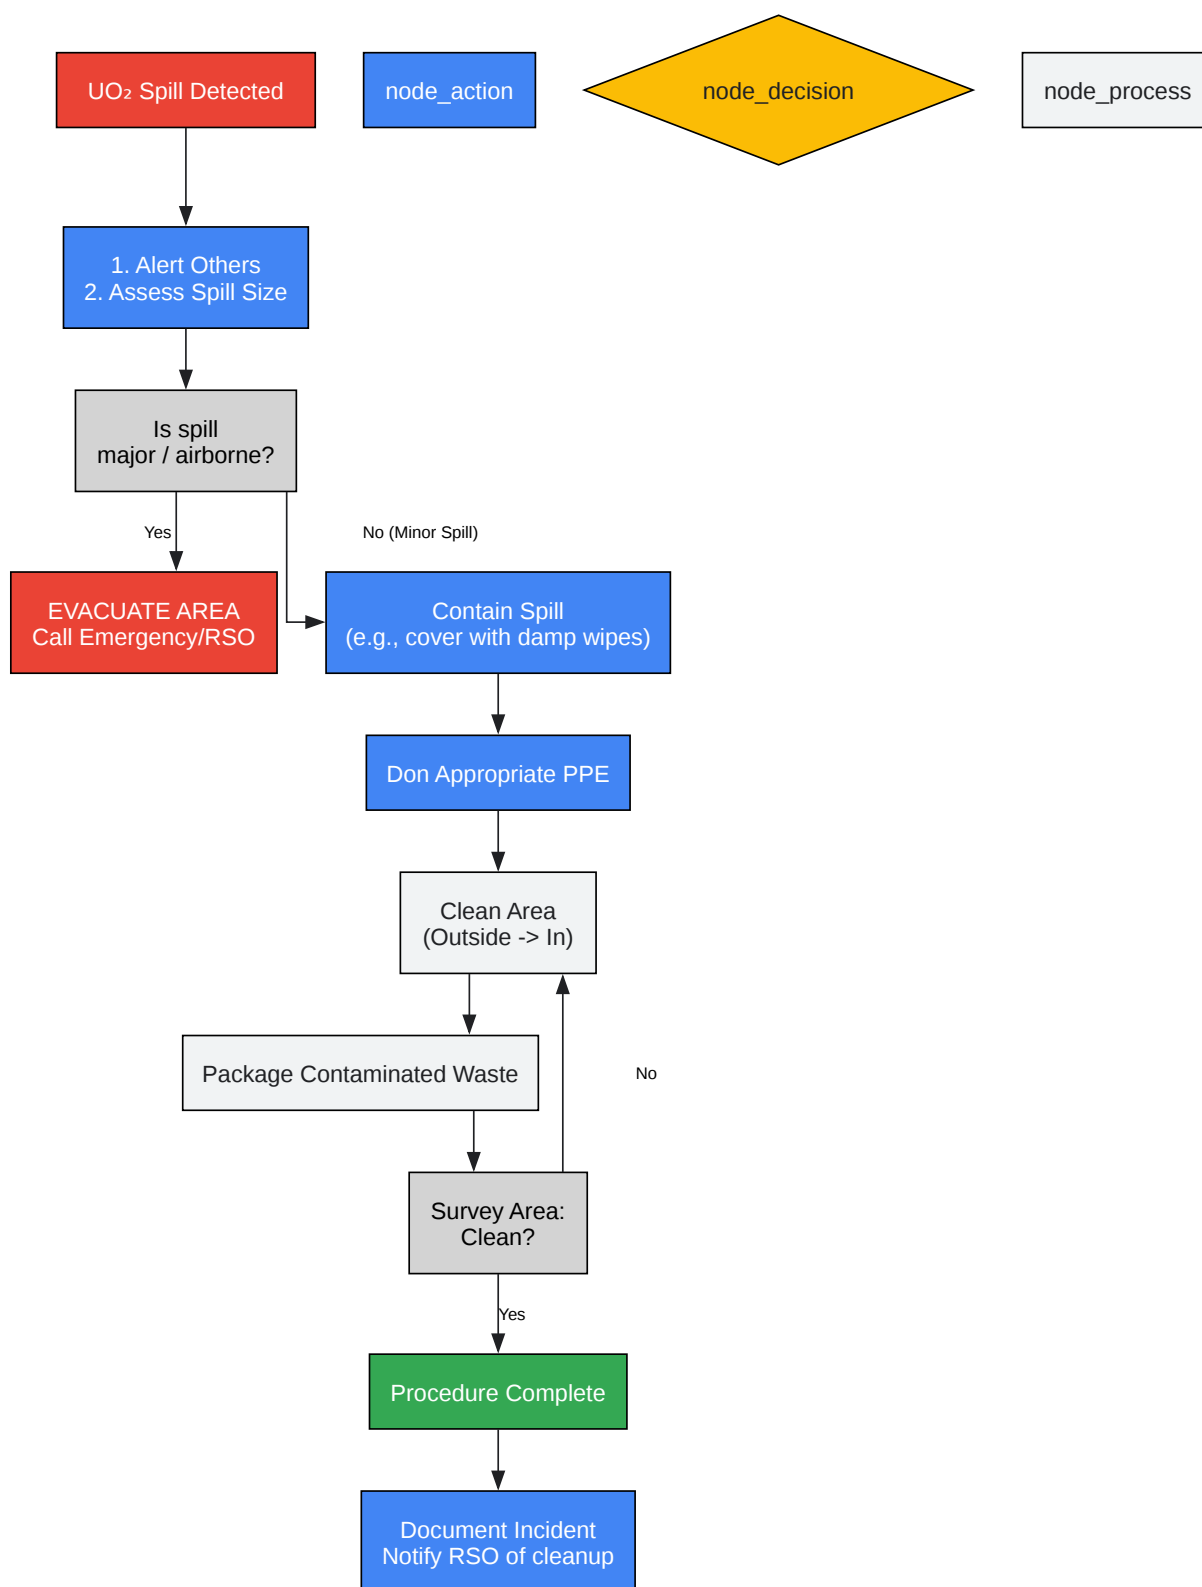 UO₂ Spill Detected
node_action
node_decision
node_process
1. Alert Others
2. Assess Spill Size
Is spill
major / airborne?
Yes
No (Minor Spill)
EVACUATE AREA
Call Emergency/RSO
Contain Spill
(e.g., cover with damp wipes)
Don Appropriate PPE
Clean Area
(Outside -> In)
Package Contaminated Waste
No
Survey Area:
Clean?
Yes
Procedure Complete
Document Incident
Notify RSO of cleanup